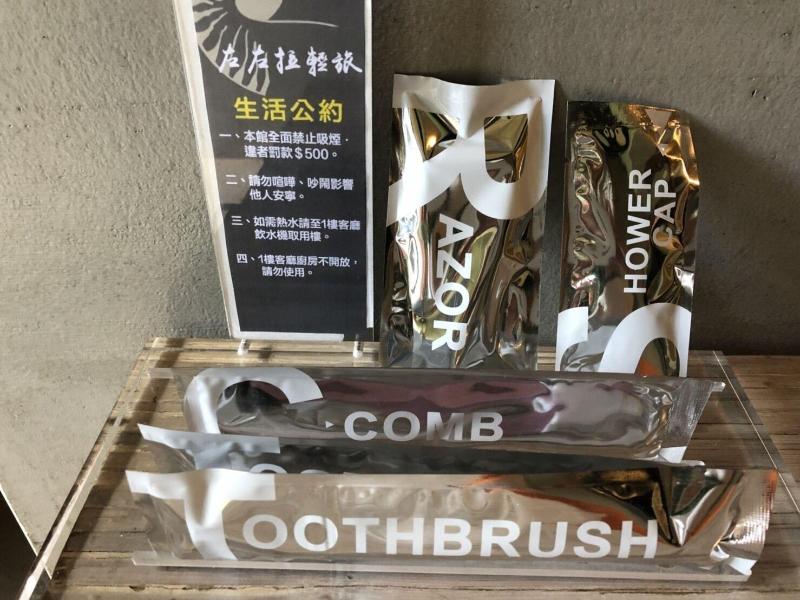 左左拉輕旅
生活公約
一、本館全面禁止吸煙，
違者罰款$500。
二、請勿喧嘩、吵鬧影響
他人安寧。
三、如需熱水請至1樓客廳
飲水機取用樓。
四、1樓客廳廚房不開放，
請勿使用。
RAZOR
SHOWER
CAP
COMB
TOOTHBRUSH